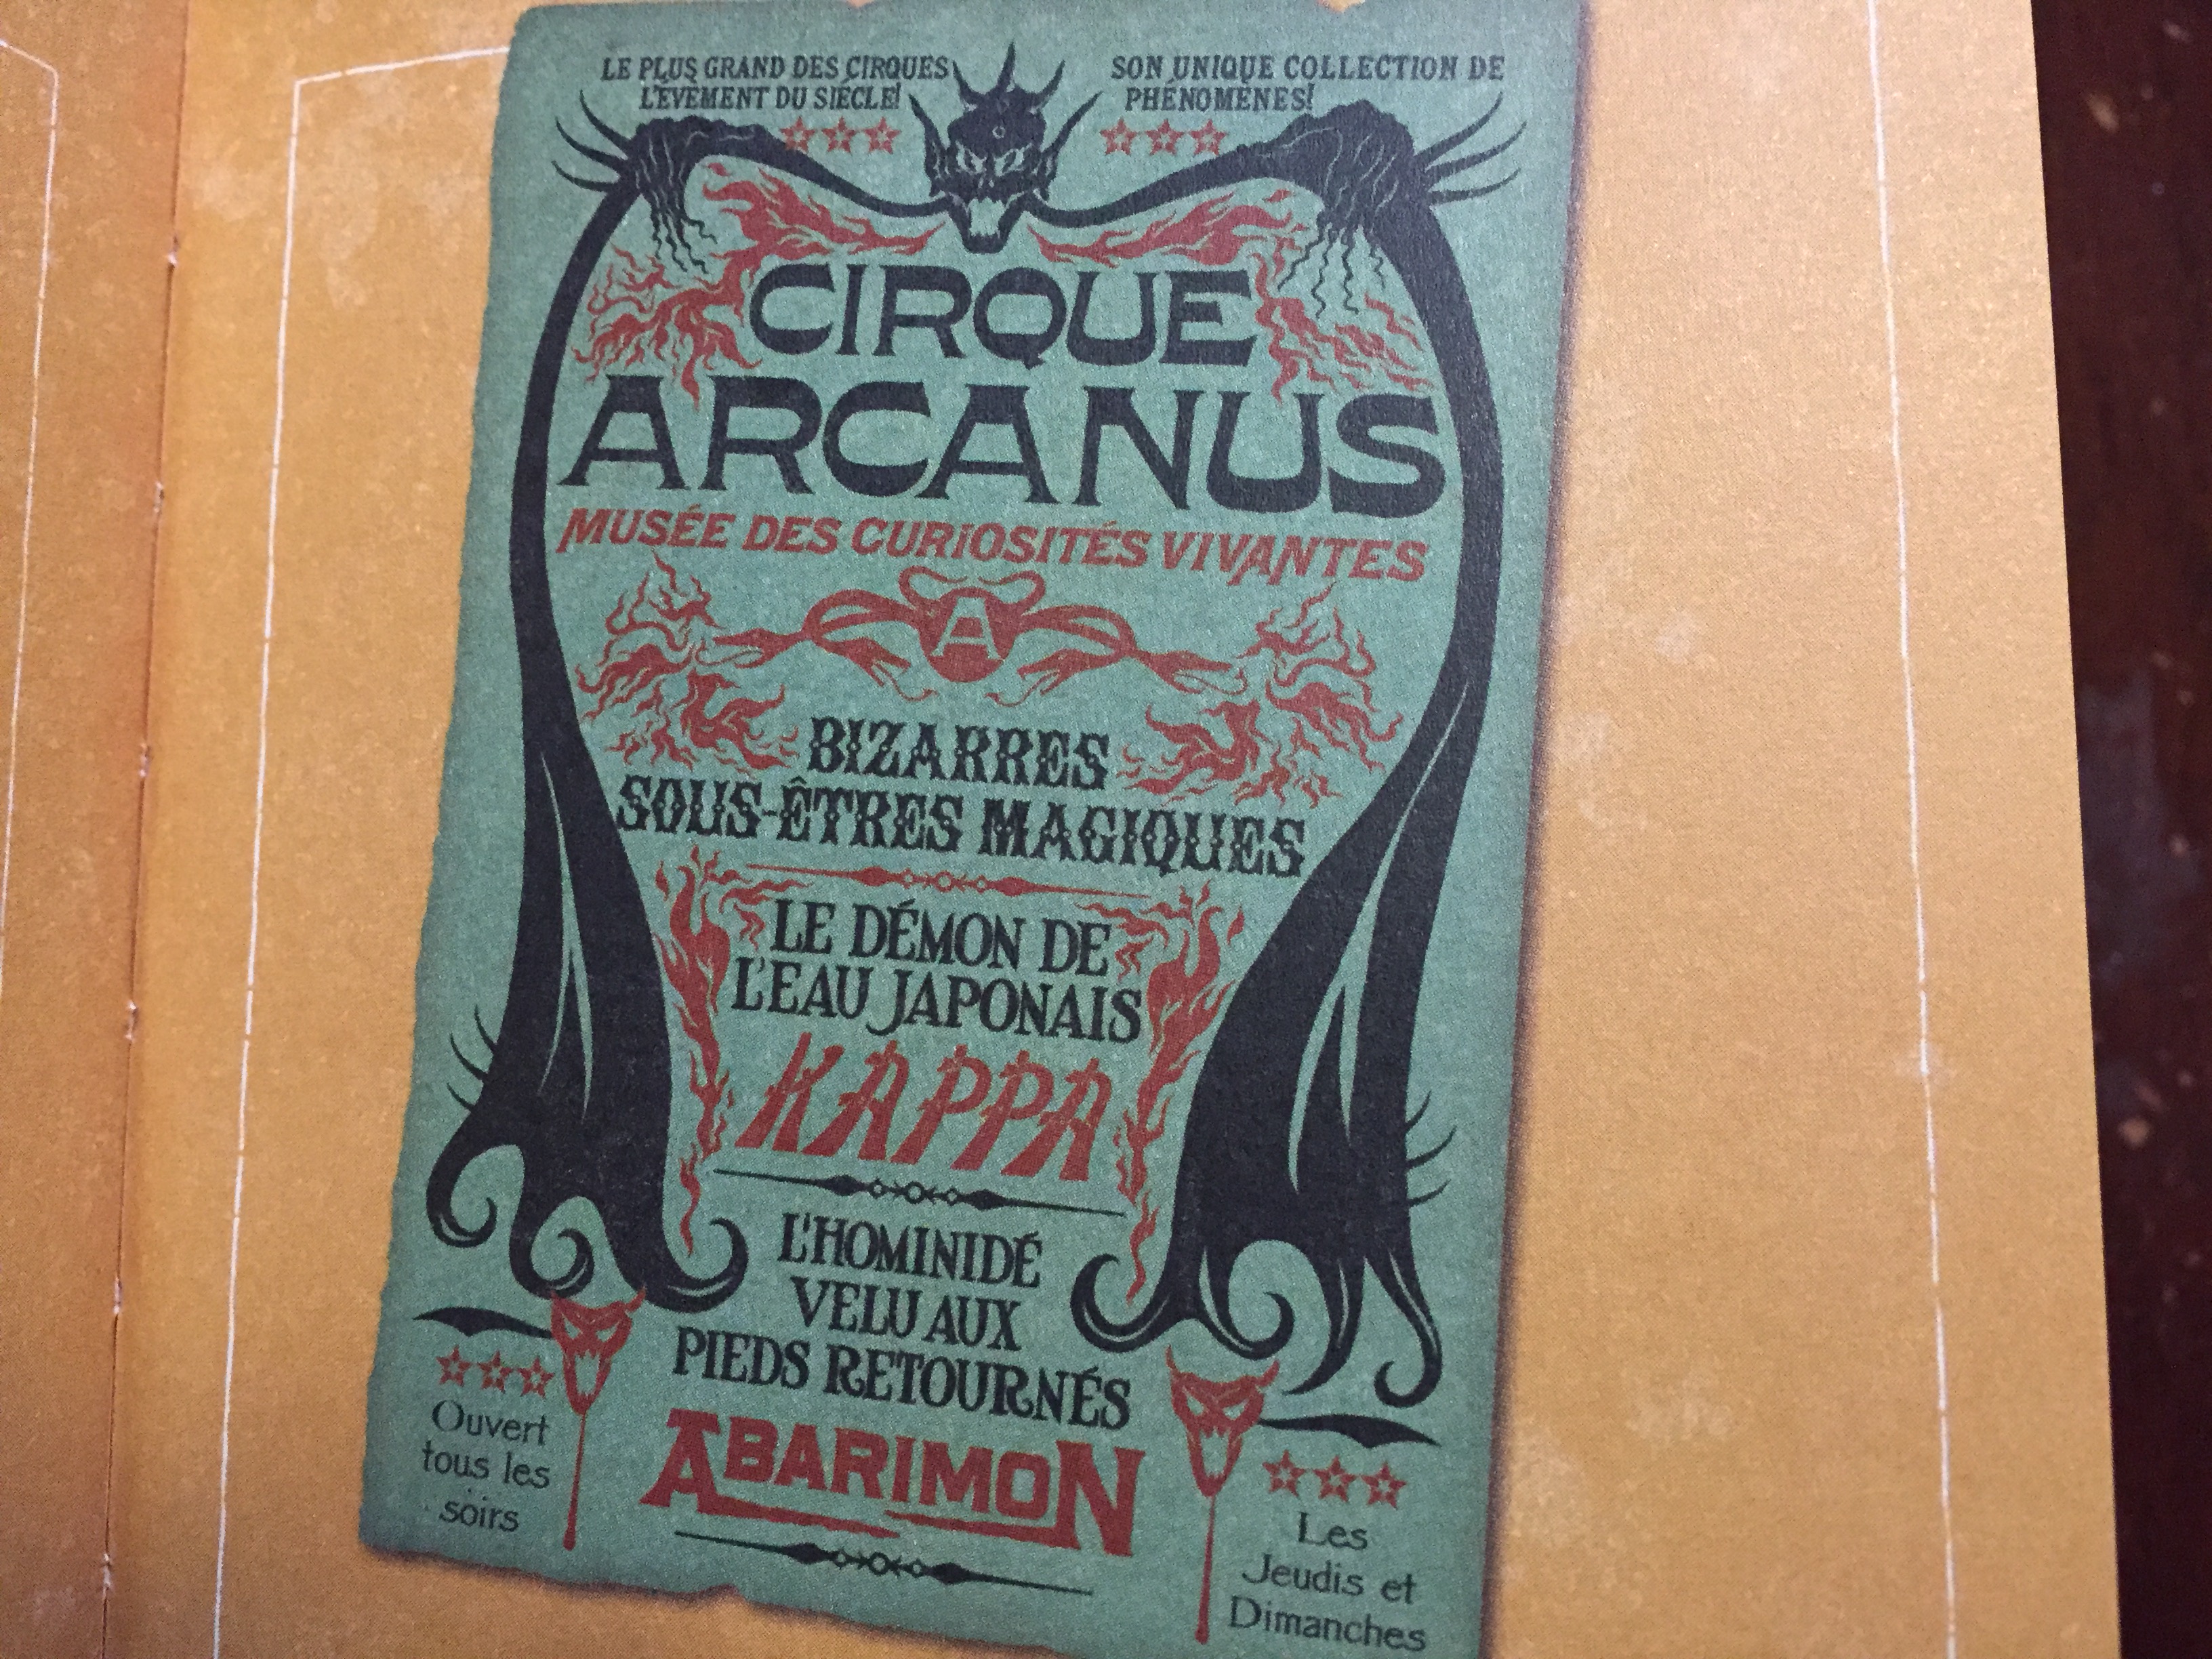 LE PLUS GRAND DES CIRQUES
L'ÉVÉMENT DU SIÈCLE!
SON UNIQUE COLLECTION DE
PHÉNOMÈNES!
CIRQUE
ARCANUS
MUSÉE DES CURIOSITÉS VIVANTES
A
BIZARRES
SOUS-ÊTRES MAGIQUES
LE DÉMON DE
L'EAU JAPONAIS
KAPPA
L'HOMINIDÉ
VELU AUX
PIEDS RETOURNÉS
ABARIMON
Ouvert
tous les
soirs
Les
Jeudis et
Dimanches